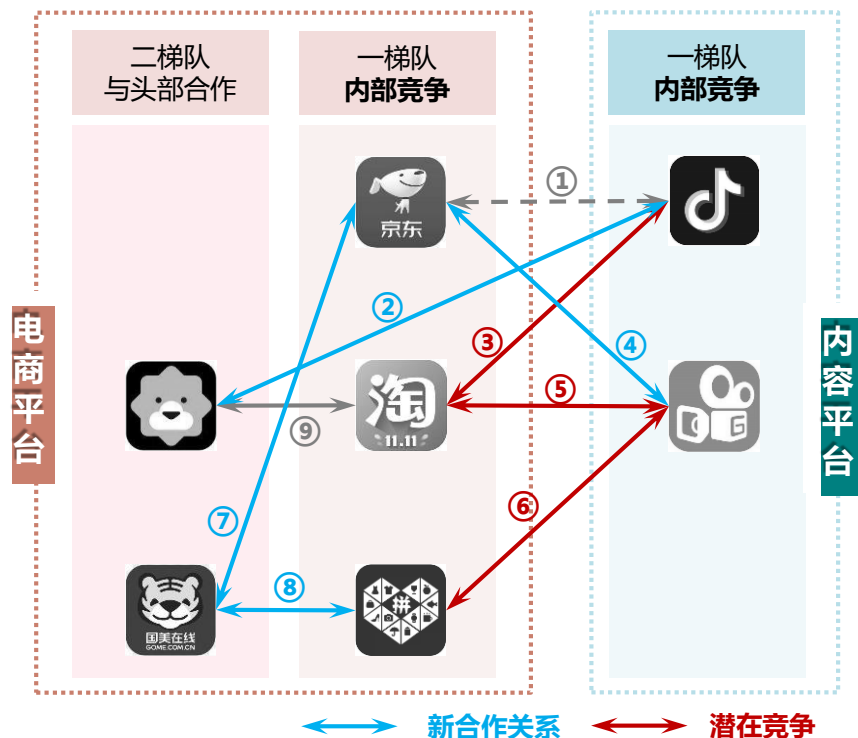 二梯队
与头部合作
一梯队
内部竞争
一梯队
内部竞争
京东
①
②
③
④
电商平台
内容平台
淘
11.11
⑤
⑨
⑥
⑦
⑧
国美在线
GOME.COM.CN
拼
新合作关系
潜在竞争